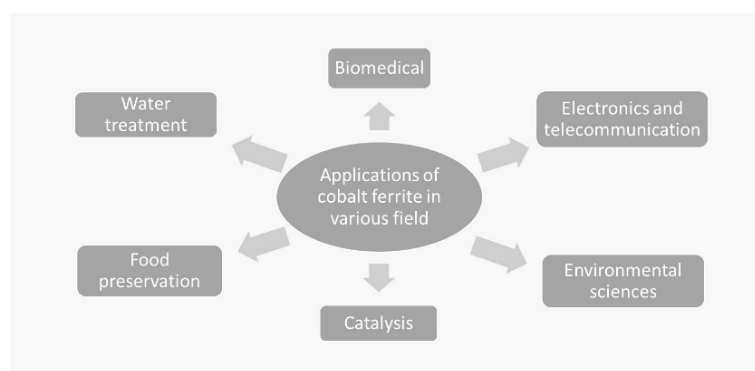 Biomedical
Water
treatment
Electronics and
telecommunication
Applications of
cobalt ferrite in
various field
Food
preservation
Environmental
sciences
Catalysis